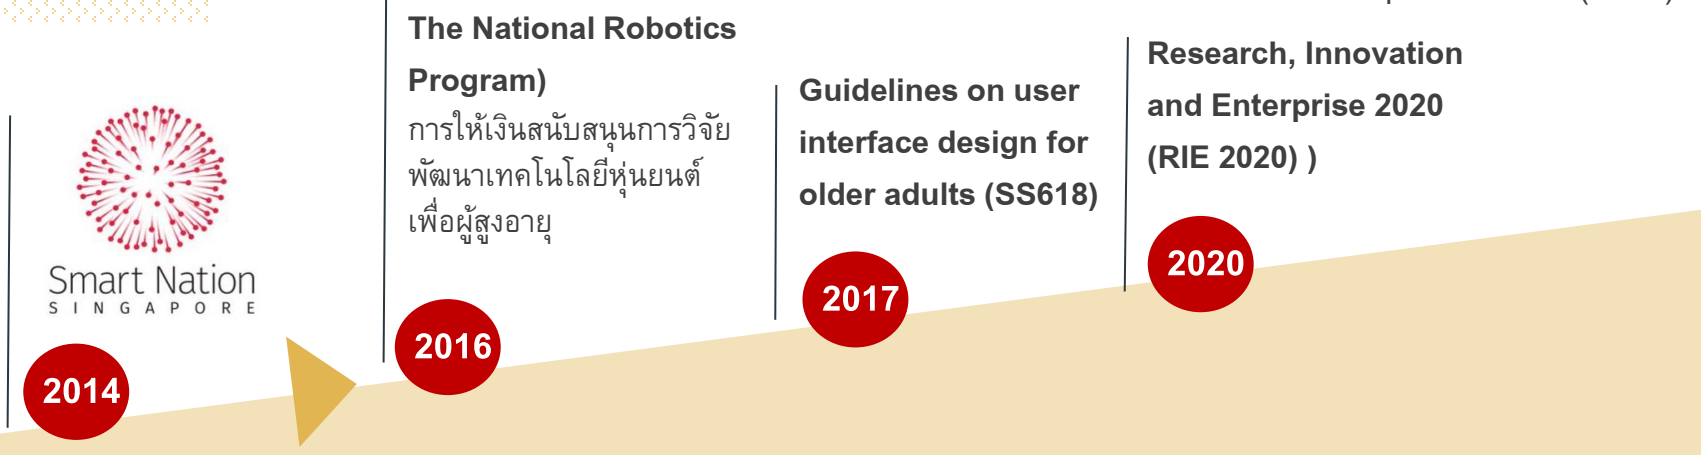 The National Robotics
Program)
การให้เงินสนับสนุนการวิจัย
พัฒนาเทคโนโลยีหุ่นยนต์
เพื่อผู้สูงอายุ
Guidelines on user
interface design for
older adults (SS618)
Research, Innovation
and Enterprise 2020
(RIE 2020) )
Smart Nation
SINGAPORE
2014
2016
2017
2020